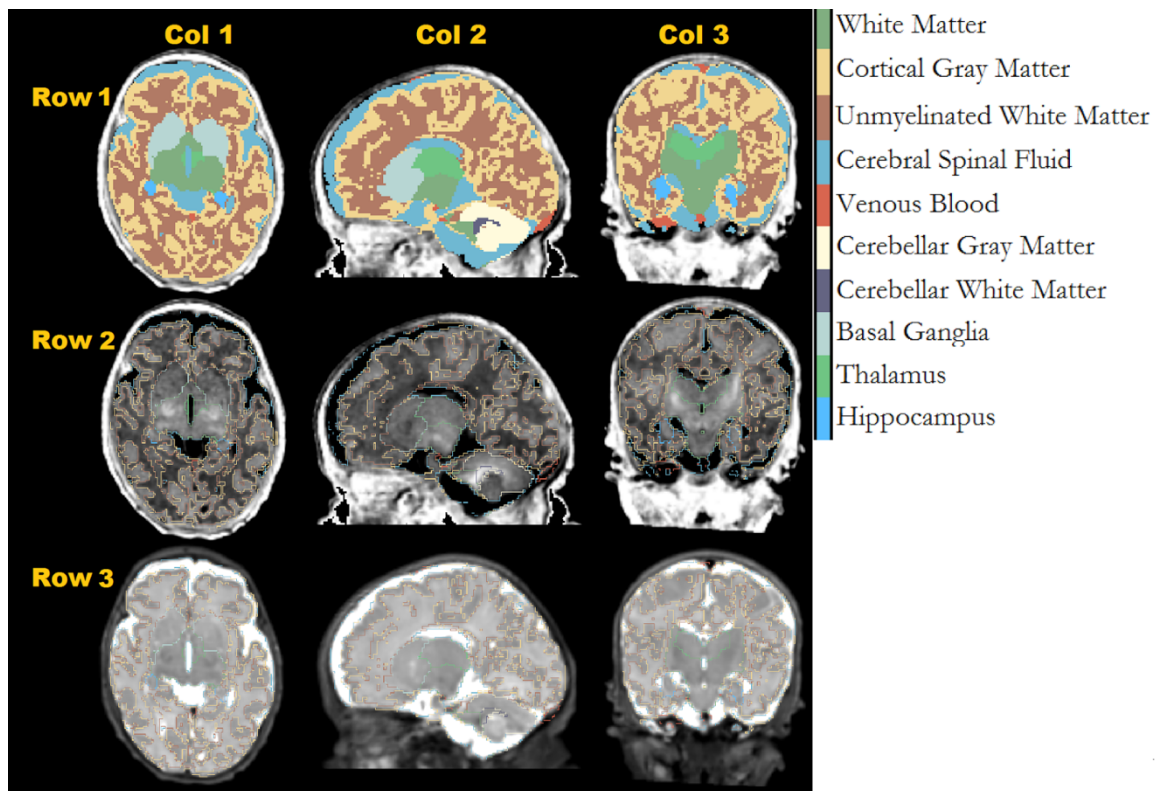 Col 1
Col 2
Col 3
Row 1
Row 2
Row 3
White Matter
Cortical Gray Matter
Unmyelinated White Matter
Cerebral Spinal Fluid
Venous Blood
Cerebellar Gray Matter
Cerebellar White Matter
Basal Ganglia
Thalamus
Hippocampus